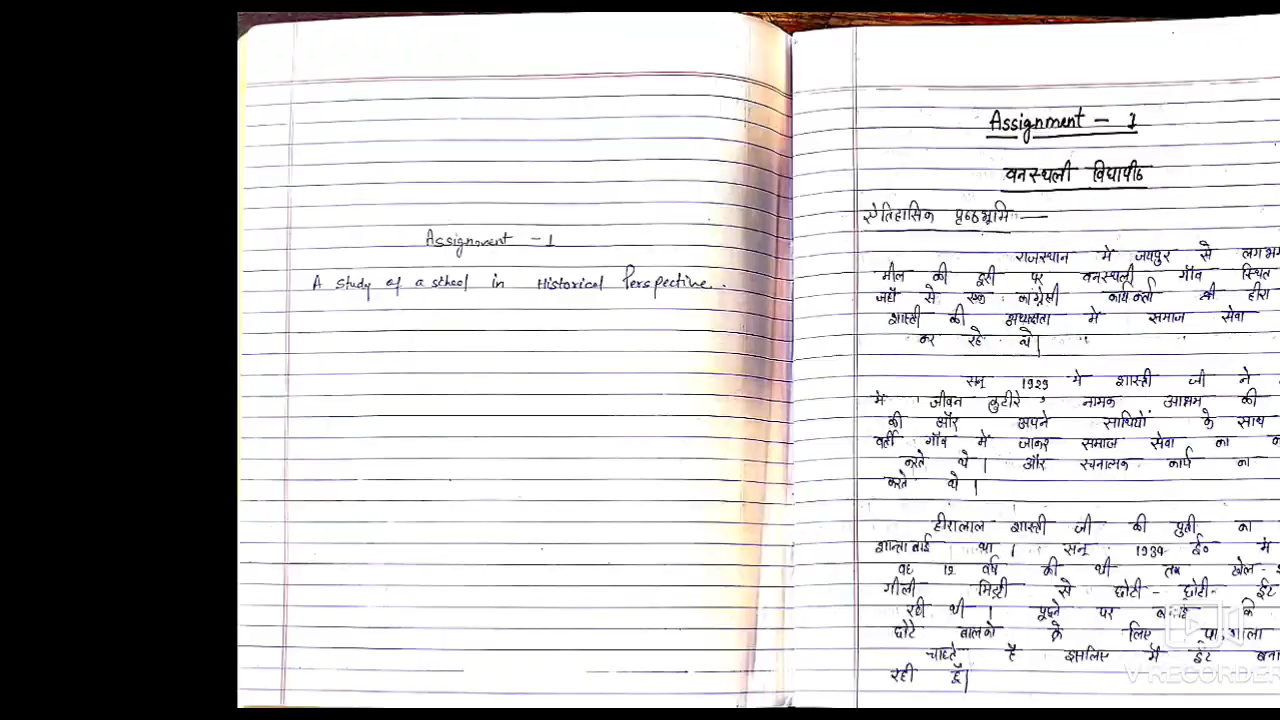 Assignment - 1
A study of a school in Historical Perspective.
Assignment - 1
वनस्थली विद्यापीठ
ऐतिहासिक पृष्ठभूमि —
राजस्थान में जयपुर से लगभग
मील की दूरी पर वनस्थली गाँव स्थित
जहाँ से एक कांग्रेसी कार्यकर्ता श्री हीरा
शास्त्री की अध्यक्षता में समाज सेवा
कर रहे थे।
सन् 1929 में शास्त्री जी ने
में 'जीवन कुटीर' नामक आश्रम की
की और अपने साथियों के साथ
वर्ती गाँव में जाकर समाज सेवा का
करते थे। और रचनात्मक कार्य का
करते थे।
हीरालाल शास्त्री जी की पुत्री का
शान्ताबाई था। सन् 1934 ई० में
वह 12 वर्ष की थी तब खेल-
गीली मिट्टी से छोटी-छोटी ईंट
रही थी। पूछने पर कि
छोटे बालकों के लिए
चाहते है इसलिए मैं ईंट बना
रही हूँ।
V RECORDER